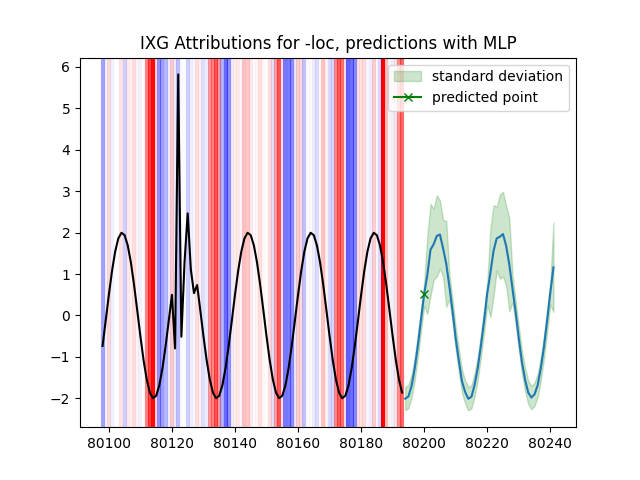 IXG Attributions for -loc, predictions with MLP
standard deviation
predicted point
6
5
4
3
2
1
0
−1
−2
80100 80120 80140 80160 80180 80200 80220 80240